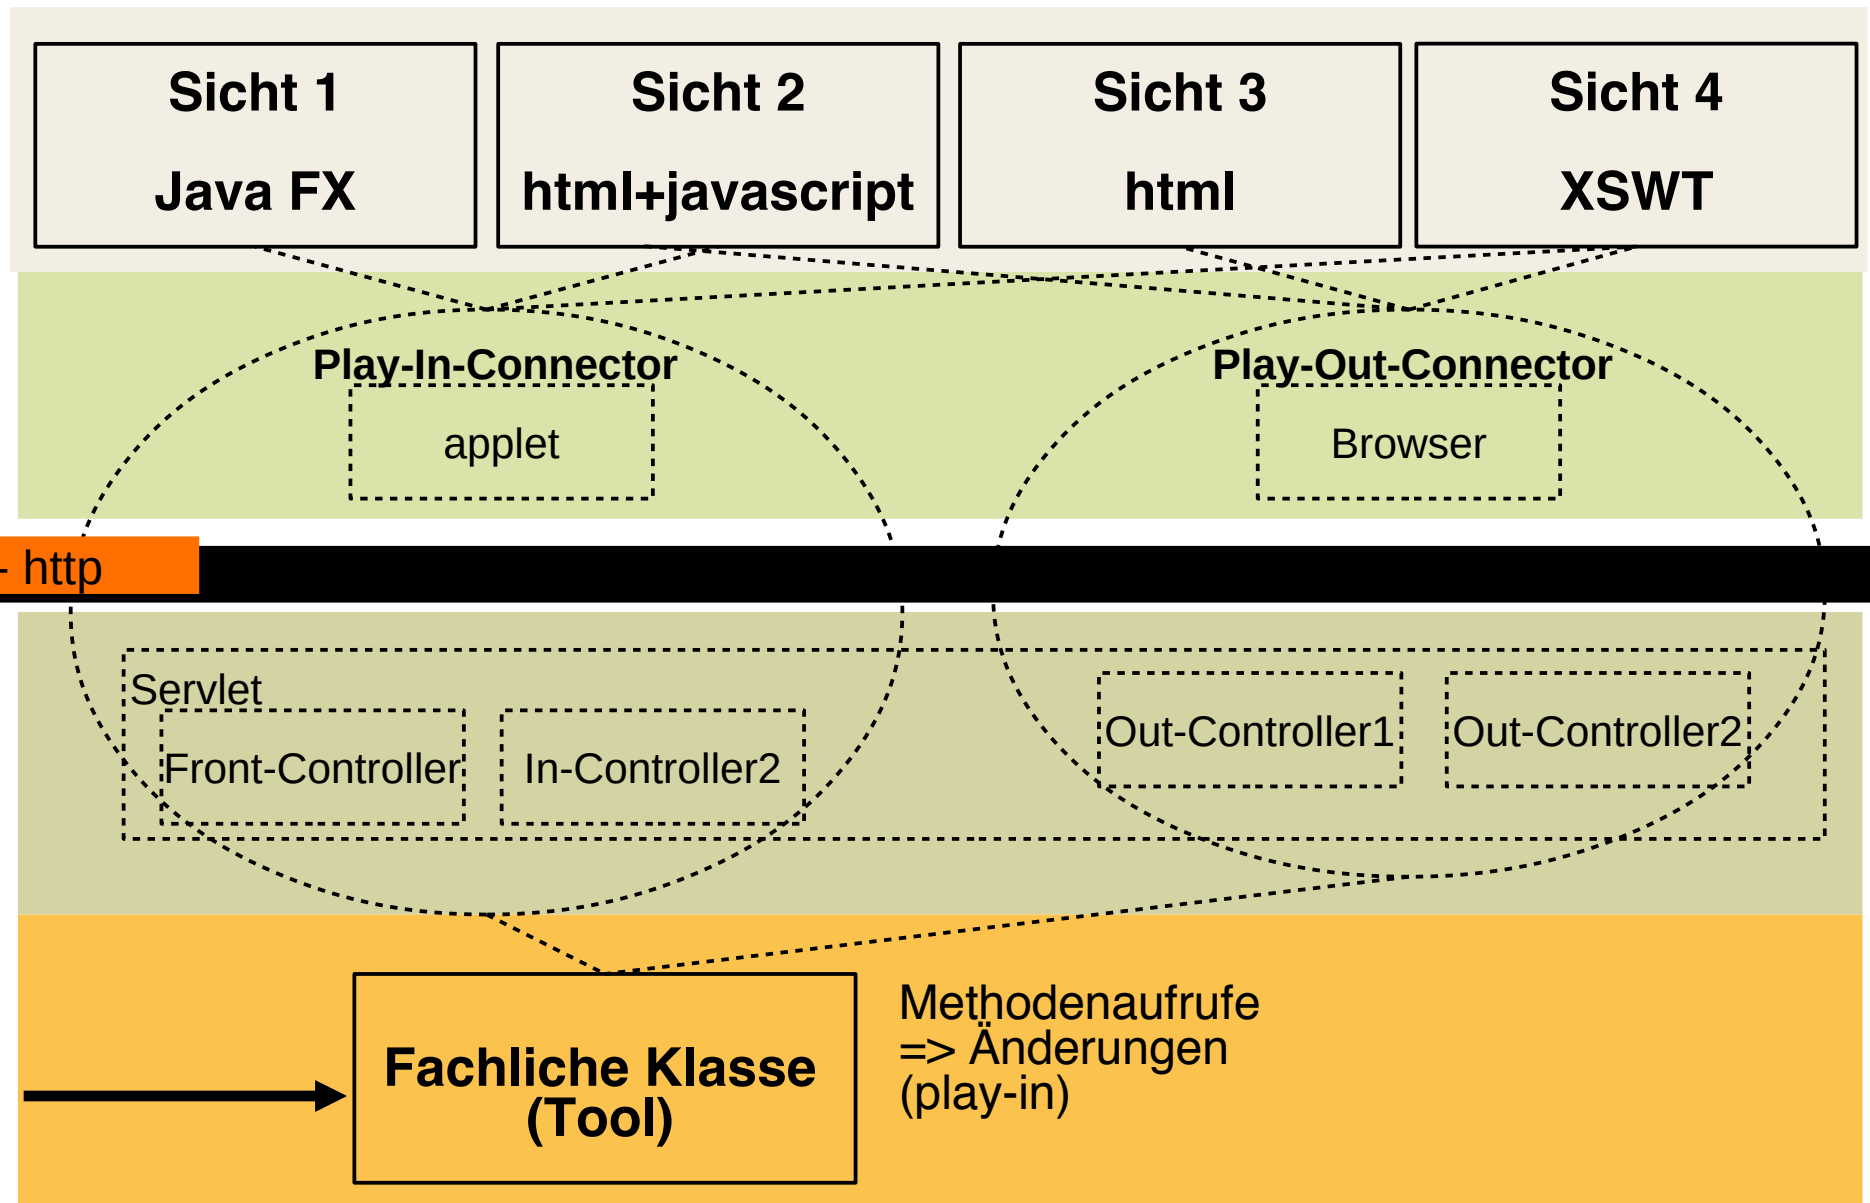 Sicht 1
Java FX
Sicht 2
html+javascript
Sicht 3
html
Sicht 4
XSWT
Play-In-Connector
applet
Play-Out-Connector
Browser
- http
Servlet
Front-Controller
In-Controller2
Out-Controller1
Out-Controller2
Fachliche Klasse
(Tool)
Methodenaufrufe
=> Änderungen
(play-in)